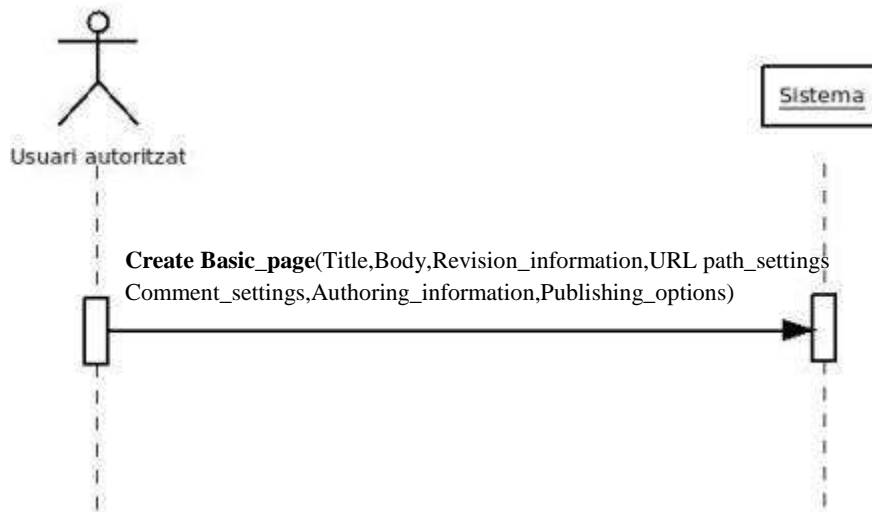 Sistema
Usuari autoritzat
Create Basic_page(Title,Body,Revision_information,URL path_settings
Comment_settings,Authoring_information,Publishing_options)